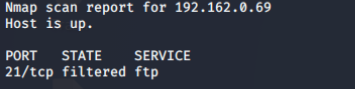 Nmap scan report for 192.162.0.69
Host is up.
PORT   STATE    SERVICE
21/tcp filtered ftp